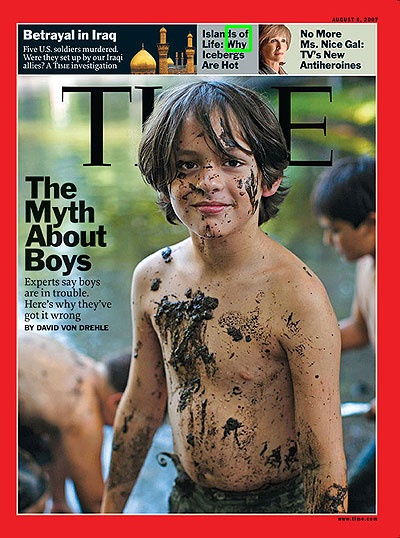 AUGUST 6, 2007
Betrayal in Iraq
Five U.S. soldiers murdered.
Were they set up by our Iraqi
allies? A TIME investigation
Islands of
Life: Why
Icebergs
Are Hot
No More
Ms. Nice Gal:
TV's New
Antiheroines
TIME
The
Myth
About
Boys
Experts say boys
are in trouble.
Here's why they've
got it wrong
BY DAVID VON DREHLE
www.time.com